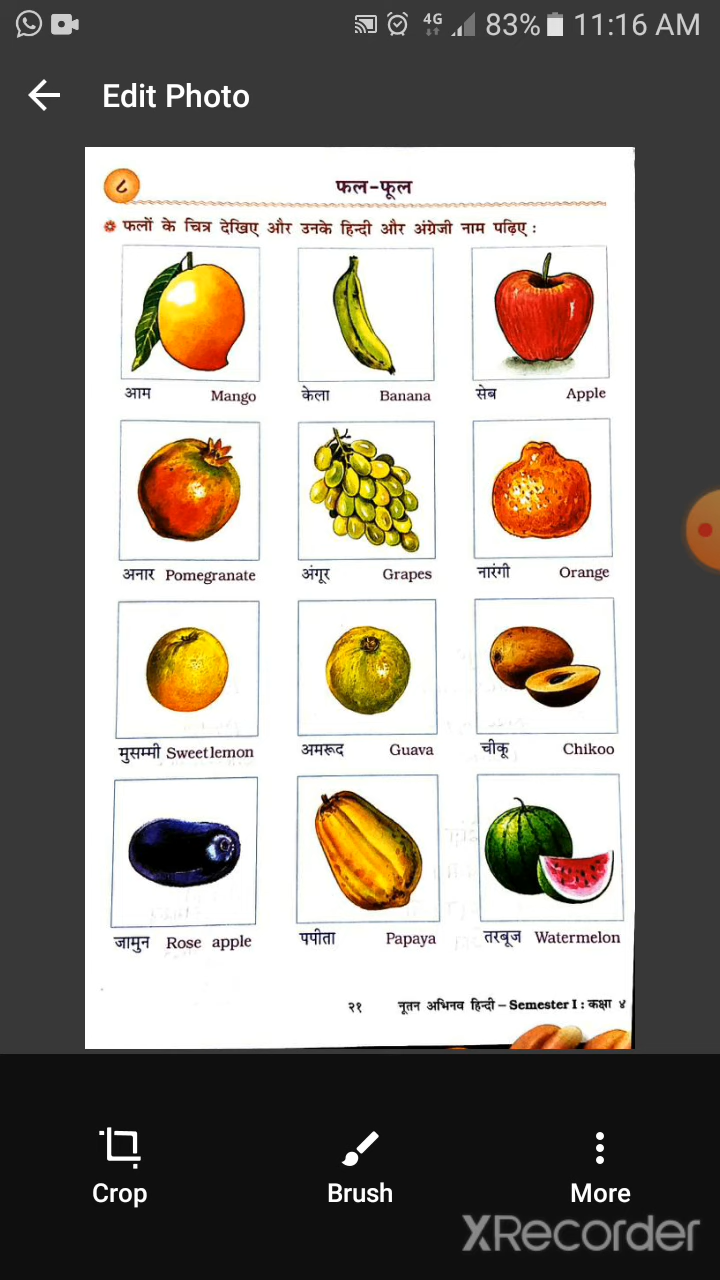 4G 83% 11:16 AM
Edit Photo
८ फल-फूल
फलों के चित्र देखिए और उनके हिन्दी और अंग्रेजी नाम पढ़िए :
आम Mango केला Banana सेब Apple
अनार Pomegranate अंगूर Grapes नारंगी Orange
मुसम्मी Sweet lemon अमरूद Guava चीकू Chikoo
जामुन Rose apple पपीता Papaya तरबूज Watermelon
२१ नूतन अभिनव हिन्दी – Semester I : कक्षा ४
Crop Brush More
XRecorder